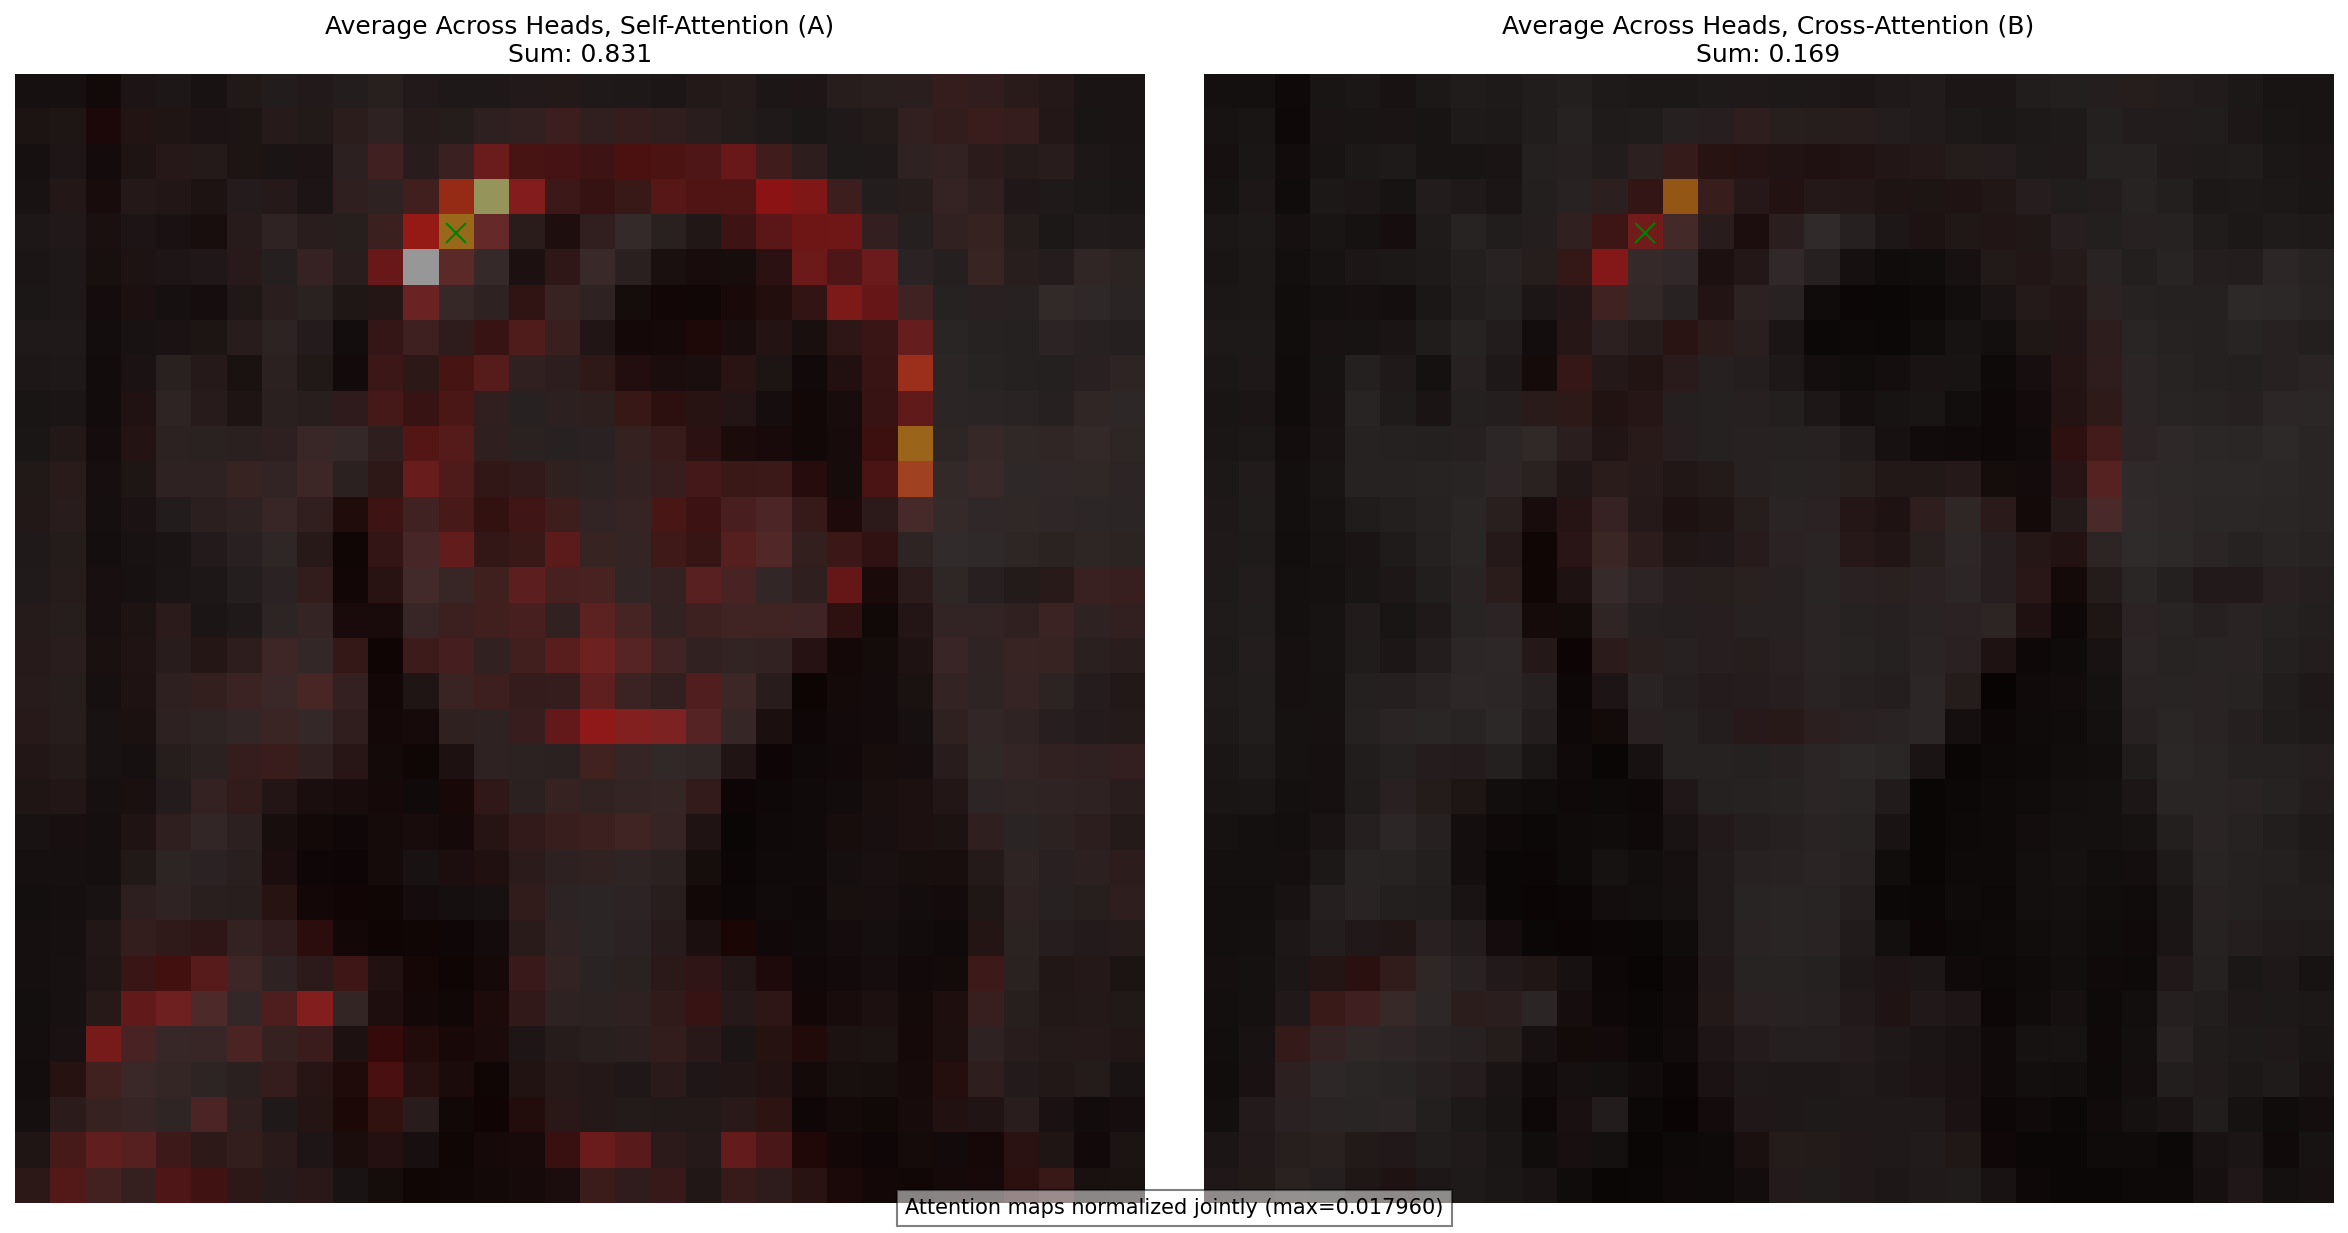 Average Across Heads, Self-Attention (A)
Sum: 0.831
Average Across Heads, Cross-Attention (B)
Sum: 0.169
Attention maps normalized jointly (max=0.017960)